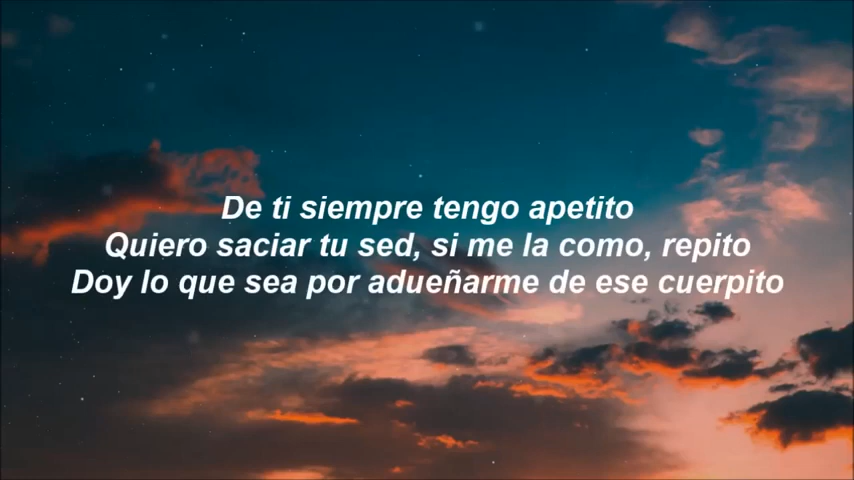 De ti siempre tengo apetito
Quiero saciar tu sed, si me la como, repito
Doy lo que sea por adueñarme de ese cuerpito